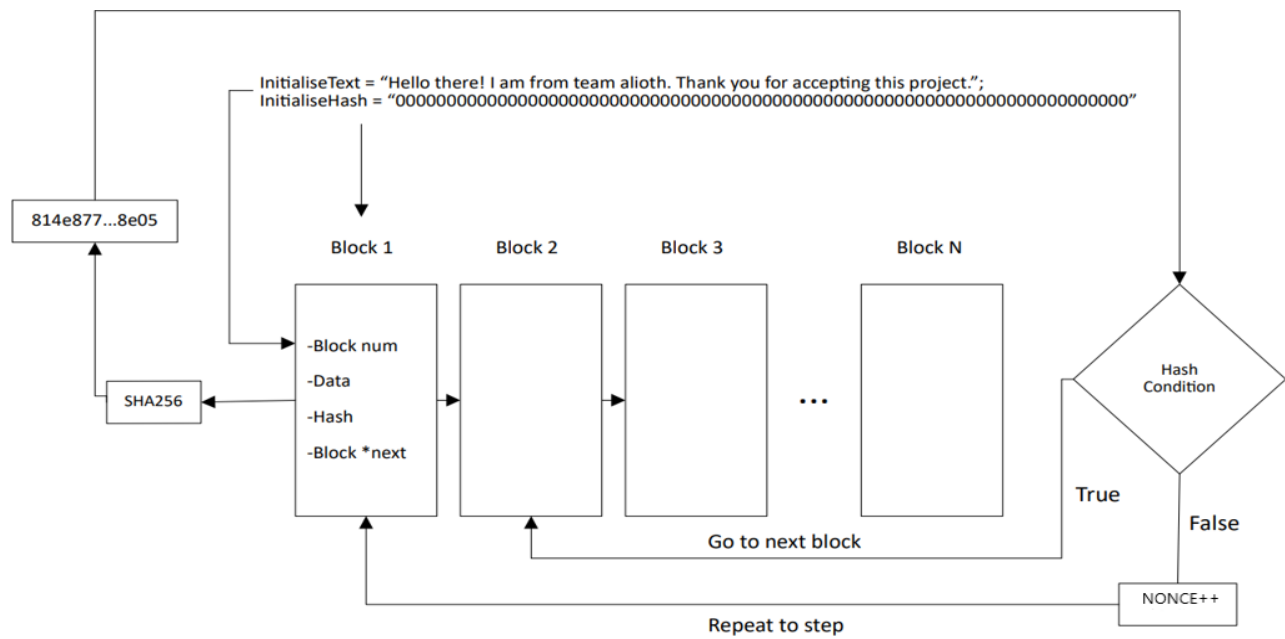 InitialiseText = “Hello there! I am from team alioth. Thank you for accepting this project.”;
InitialiseHash = “0000000000000000000000000000000000000000000000000000000000000000”
814e877...8e05
Block 1
Block 2
Block 3
Block N
-Block num
-Data
-Hash
-Block *next
SHA256
...
Hash
Condition
True
False
Go to next block
NONCE++
Repeat to step